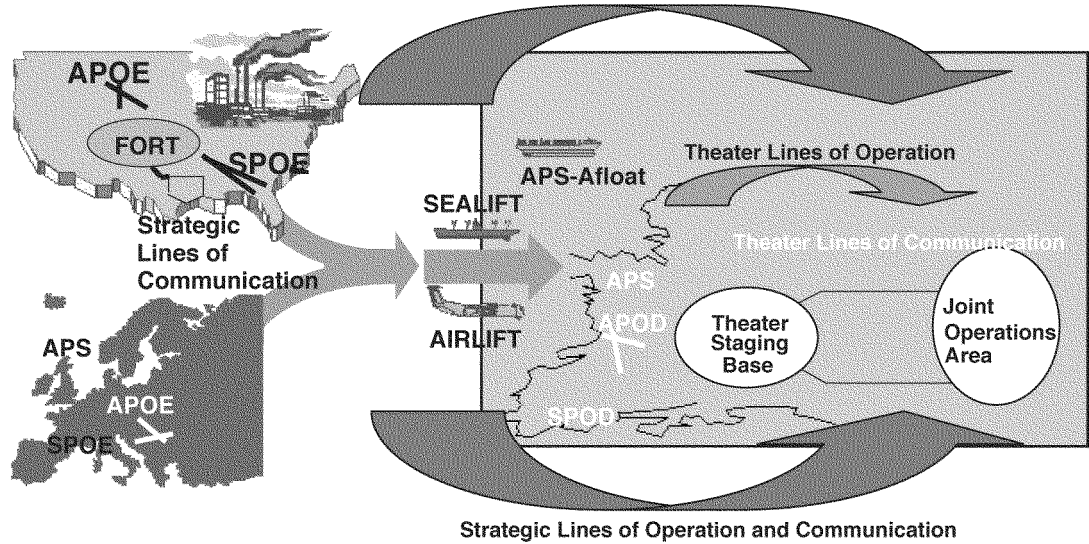 APOE
FORT
SPOE
Strategic
Lines of
Communication
APS
APOE
SPOE
SEALIFT
AIRLIFT
APS-Afloat
Theater Lines of Operation
Theater Lines of Communication
APS
APOD
SPOD
Theater
Staging
Base
Joint
Operations
Area
Strategic Lines of Operation and Communication